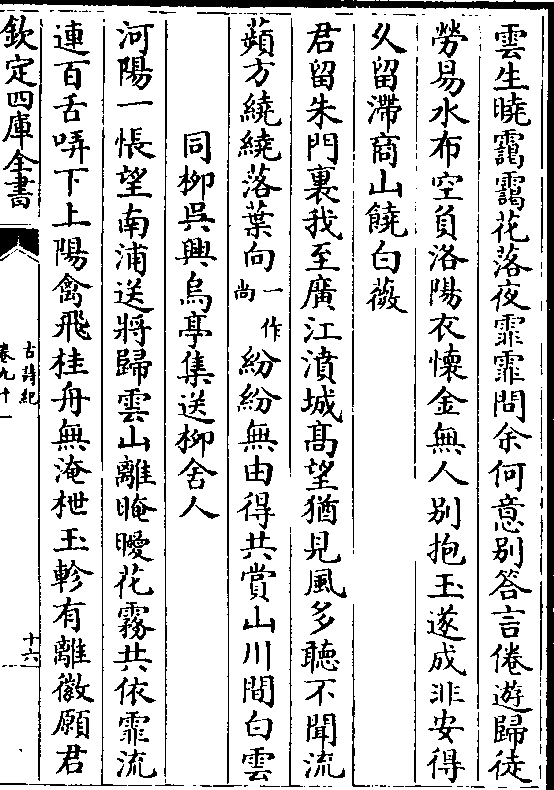 雲生曉靄靄花落夜霏霏問余何意别答言倦遊歸徒
勞易水布空負洛陽衣懷金無人别抱玉遂成非安得
久留滯商山饒白薇
君留朱門裏我至廣江濆城髙望猶見風多聽不聞流
蘋方繞繞落葉向一作尚紛紛無由得共賞山川間白雲
同柳吳興烏亭集送柳舍人
河陽一悵望南浦送將歸雲山離晻曖花霧共依霏流
連百舌哢下上陽禽飛桂舟無淹枻玉軫有離徽願君
欽定四庫全書
古詩紀
卷九十一
十六